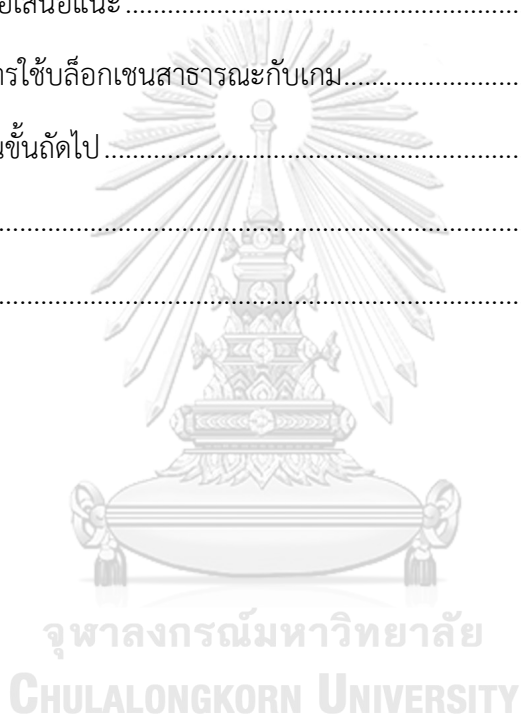 อเสนอแนะ ........................................................................
ารใช้บล็อกเชนสาธารณะกับเกม................................
นขั้นถัดไป ...........................................................................
..........................................................................................
..........................................................................................
จุฬาลงกรณ์มหาวิทยาลัย
CHULALONGKORN UNIVERSITY